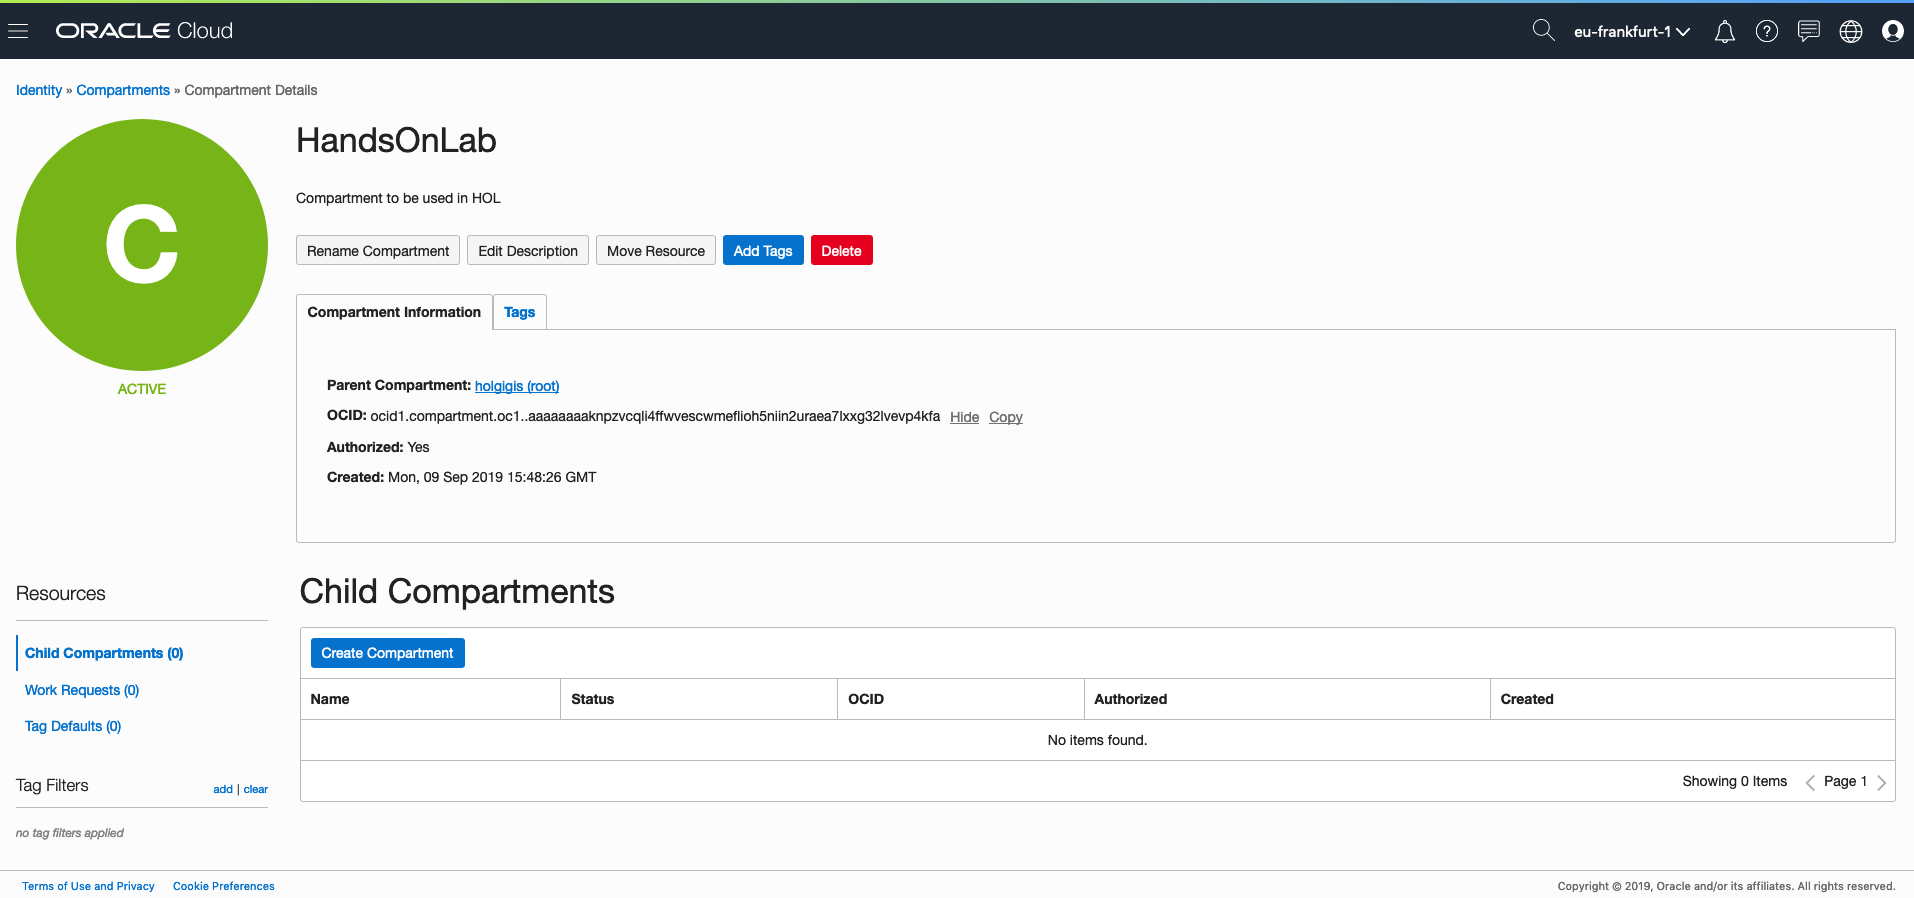 ORACLE Cloud
eu-frankfurt-1
Identity » Compartments » Compartment Details
C
ACTIVE
HandsOnLab
Compartment to be used in HOL
Rename Compartment Edit Description Move Resource Add Tags Delete
Compartment Information Tags
Parent Compartment: holgigis (root)
OCID: ocid1.compartment.oc1..aaaaaaaaknpzvcqli4ffwvescwmeflioh5niin2uraea7lxxg32lvevp4kfa Hide Copy
Authorized: Yes
Created: Mon, 09 Sep 2019 15:48:26 GMT
Resources
Child Compartments (0)
Work Requests (0)
Tag Defaults (0)
Tag Filters add | clear
no tag filters applied
Child Compartments
Create Compartment
Name Status OCID Authorized Created
No items found.
Showing 0 Items Page 1
Terms of Use and Privacy Cookie Preferences
Copyright © 2019, Oracle and/or its affiliates. All rights reserved.